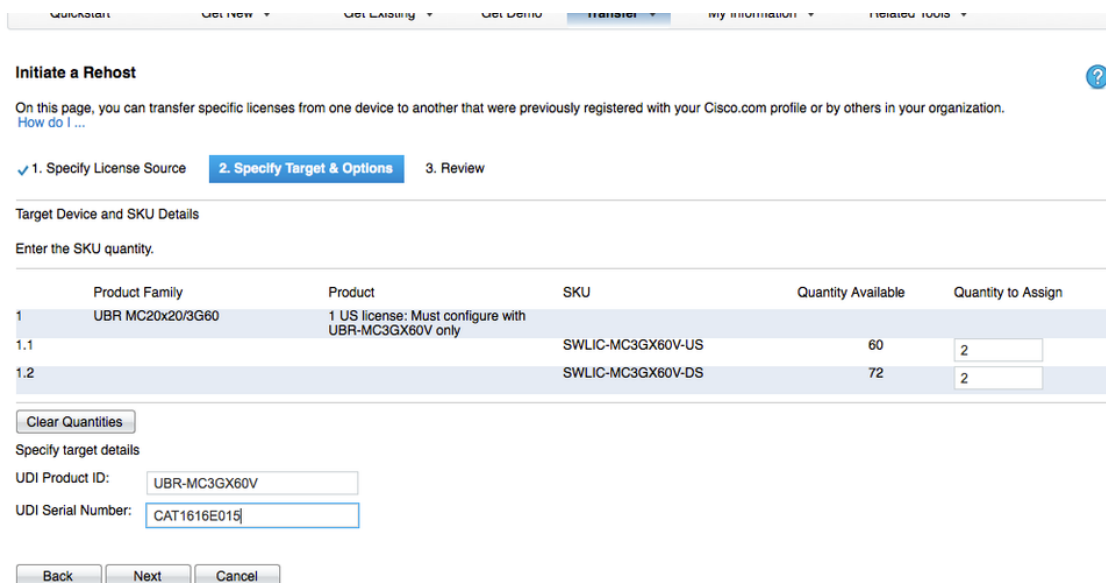 Quickstart Get New Get Existing Get Demo Transfer My Information Related Tools
Initiate a Rehost
?
On this page, you can transfer specific licenses from one device to another that were previously registered with your Cisco.com profile or by others in your organization.
How do I ...
1. Specify License Source 2. Specify Target & Options 3. Review
Target Device and SKU Details
Enter the SKU quantity.
Product Family Product SKU Quantity Available Quantity to Assign
1 UBR MC20x20/3G60 1 US license: Must configure with
UBR-MC3GX60V only
1.1 SWLIC-MC3GX60V-US 60 2
1.2 SWLIC-MC3GX60V-DS 72 2
Clear Quantities
Specify target details
UDI Product ID: UBR-MC3GX60V
UDI Serial Number: CAT1616E015
Back Next Cancel